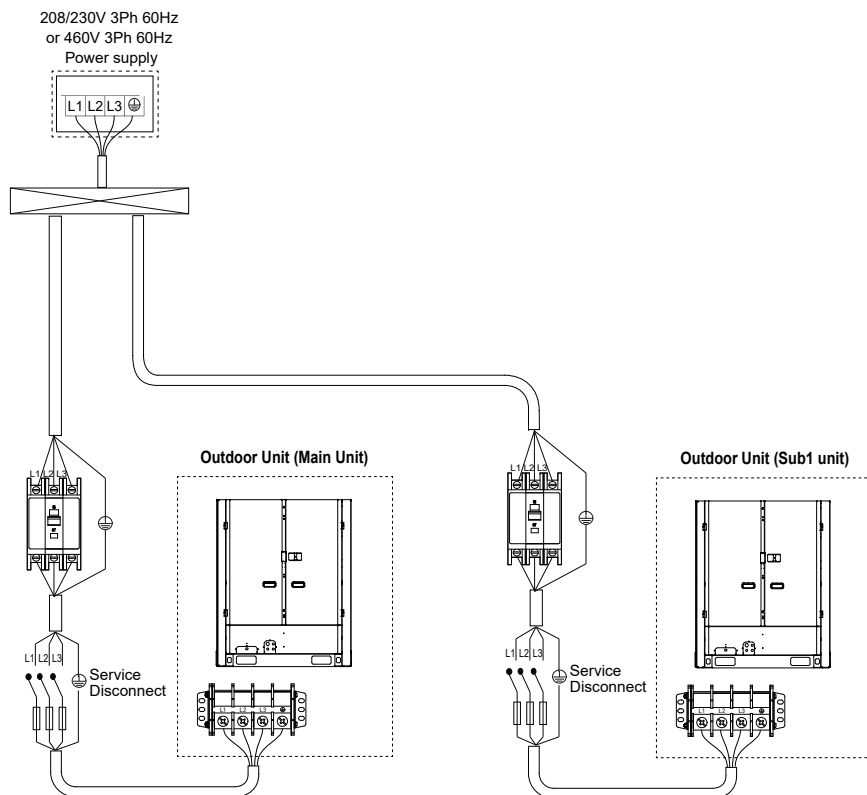 208/230V 3Ph 60Hz
or 460V 3Ph 60Hz
Power supply
L1 L2 L3
L1 L2 L3
Outdoor Unit (Main Unit)
L1 L2 L3
Service
Disconnect
L1 L2 L3
L1 L2 L3
Outdoor Unit (Sub1 unit)
L1 L2 L3
Service
Disconnect
L1 L2 L3